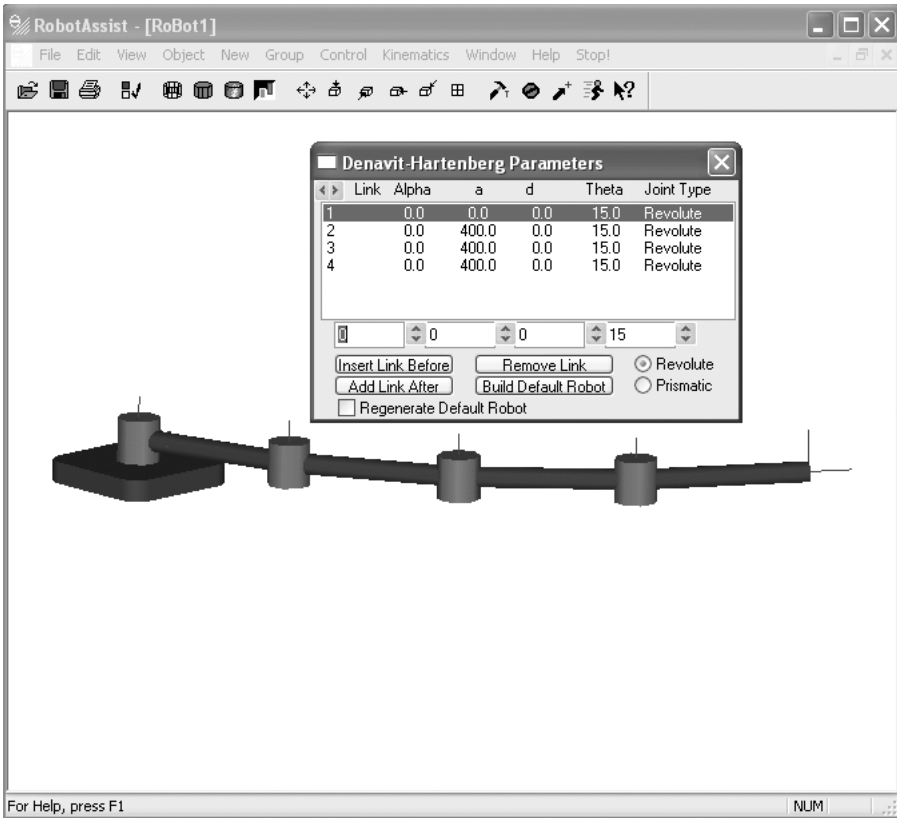 RobotAssist - [RoBot1]
File Edit View Object New Group Control Kinematics Window Help Stop!
Denavit-Hartenberg Parameters
Link Alpha a d Theta Joint Type
1 0.0 0.0 0.0 15.0 Revolute
2 0.0 400.0 0.0 15.0 Revolute
3 0.0 400.0 0.0 15.0 Revolute
4 0.0 400.0 0.0 15.0 Revolute
0 0 0 15
Insert Link Before Remove Link Revolute
Add Link After Build Default Robot Prismatic
Regenerate Default Robot
For Help, press F1 NUM